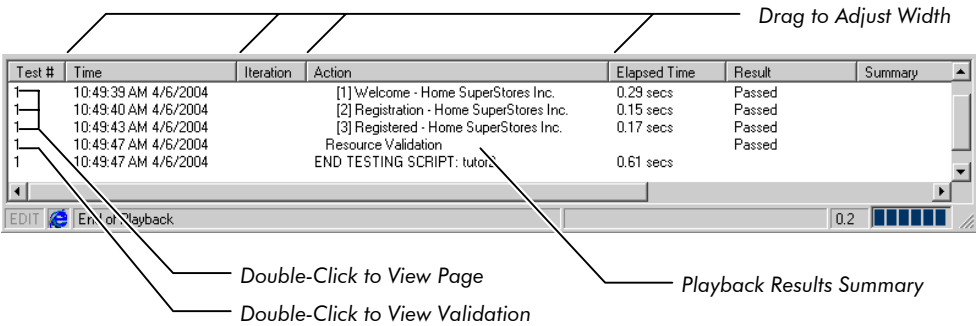 Drag to Adjust Width
Test # Time Iteration Action Elapsed Time Result Summary
1 10:49:39 AM 4/6/2004 [1] Welcome - Home SuperStores Inc. 0.29 secs Passed
1 10:49:40 AM 4/6/2004 [2] Registration - Home SuperStores Inc. 0.15 secs Passed
1 10:49:43 AM 4/6/2004 [3] Registered - Home SuperStores Inc. 0.17 secs Passed
1 10:49:47 AM 4/6/2004 Resource Validation Passed
1 10:49:47 AM 4/6/2004 END TESTING SCRIPT: tutor2 0.61 secs
EDIT End of Playback 0.2
Double-Click to View Page
Playback Results Summary
Double-Click to View Validation